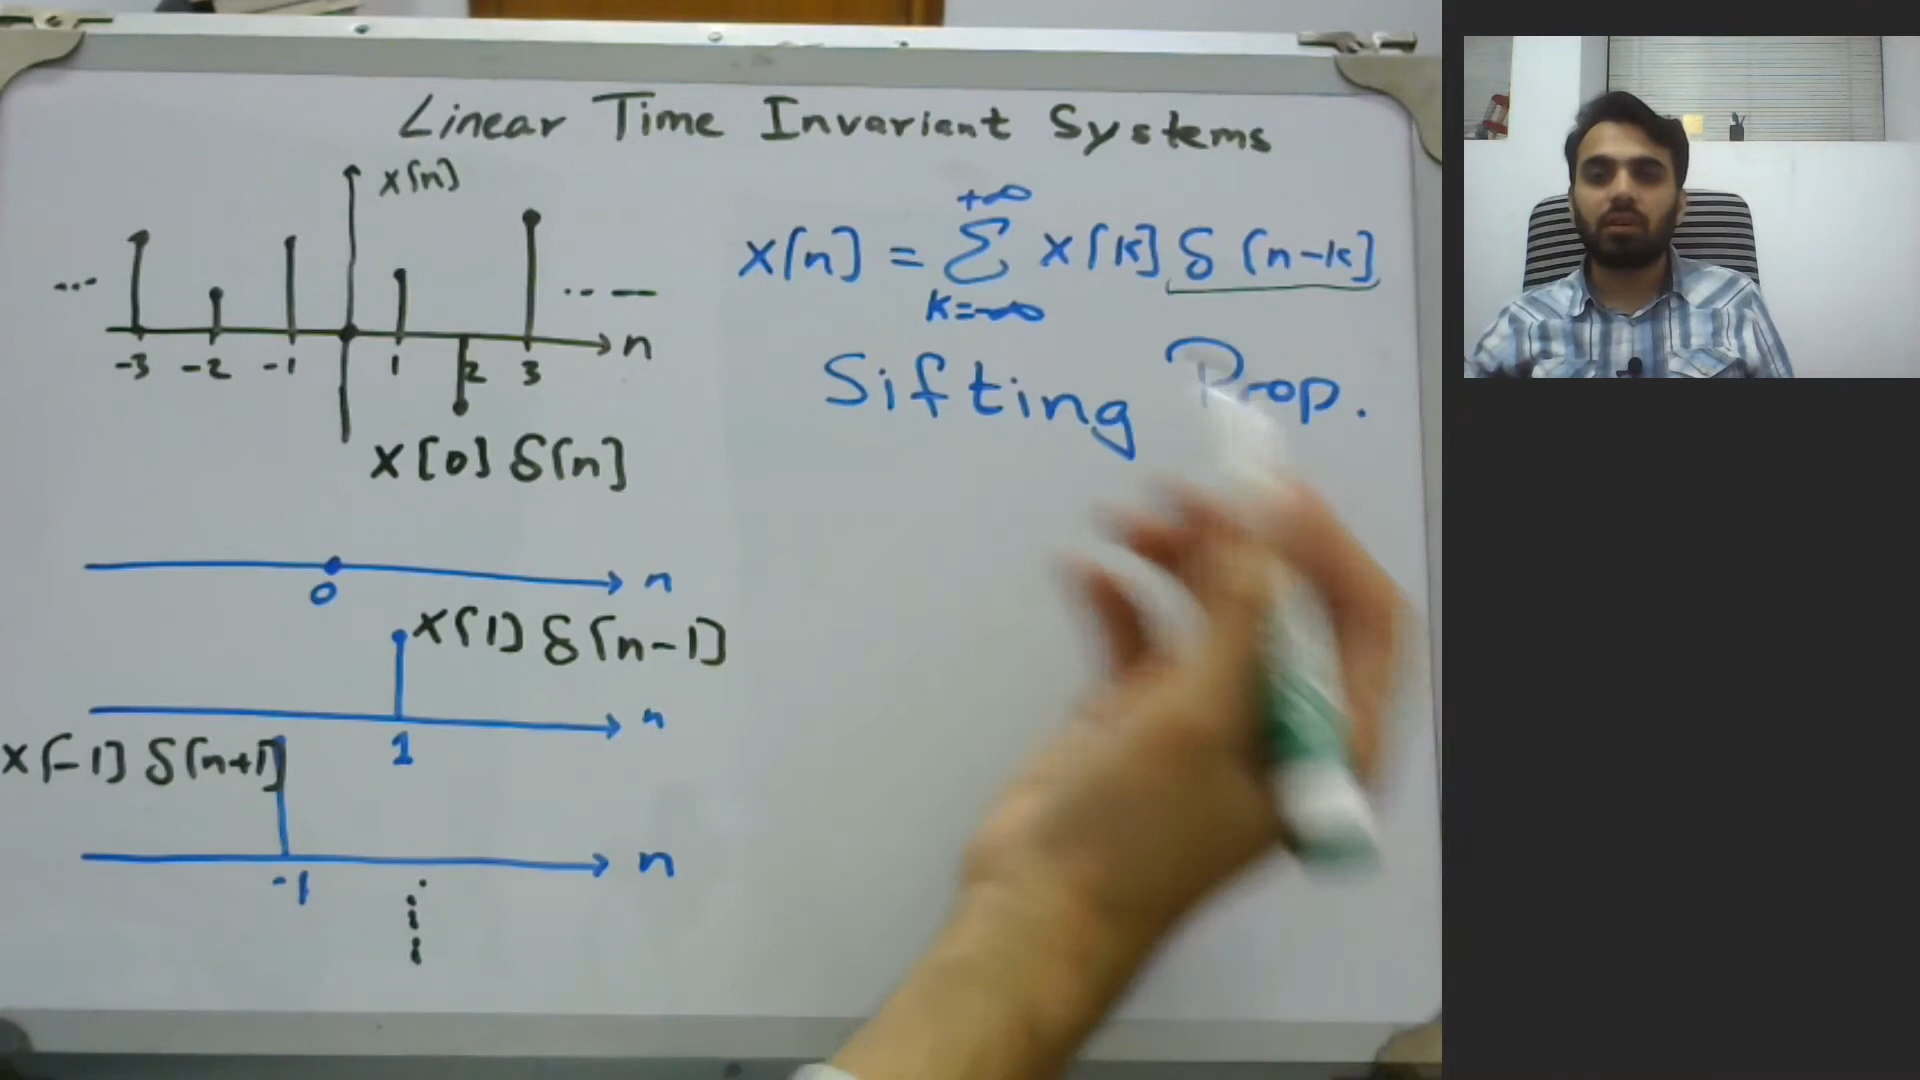 Linear Time Invariant Systems
x[n]
... ...
-3 -2 -1 1 2 3 n
x[0] δ[n]
0 n
x[1] δ[n-1]
1 n
x[-1] δ[n+1]
-1 n
x[n] = +∞ Σ k=-∞ x[k] δ[n-k]
Sifting Prop.